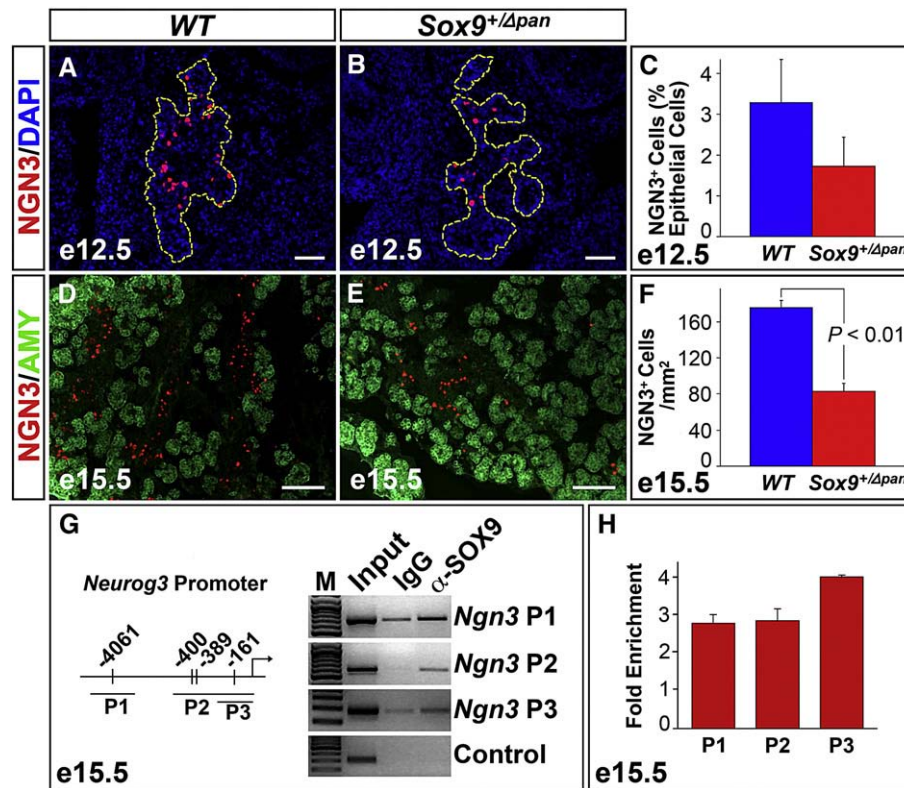 WT
Sox9+/Δpan
NGN3/DAPI
A
e12.5
B
e12.5
C
NGN3+ Cells (% Epithelial Cells)
4
3
2
1
0
WT
Sox9+/Δpan
e12.5
NGN3/AMY
D
e15.5
E
e15.5
F
NGN3+ Cells /mm2
160
120
80
40
0
P < 0.01
WT
Sox9+/Δpan
e15.5
G
Neurog3 Promoter
-4061
-400
-389
-161
P1
P2
P3
M
Input
IgG
α-SOX9
Ngn3 P1
Ngn3 P2
Ngn3 P3
Control
e15.5
H
Fold Enrichment
4
3
2
1
0
P1
P2
P3
e15.5